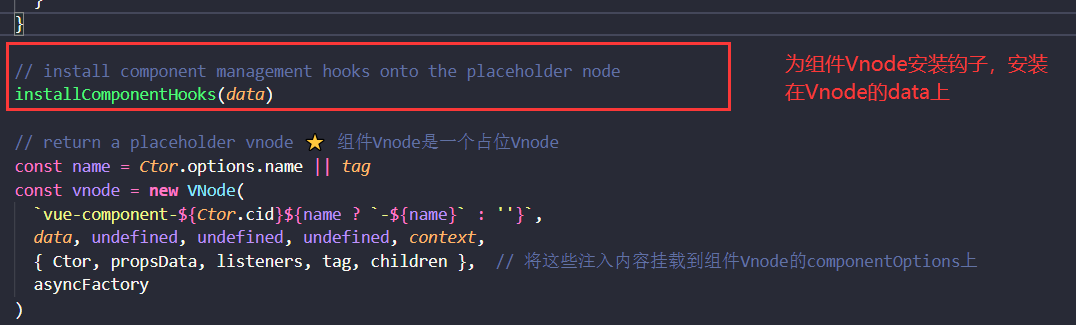 }
}
// install component management hooks onto the placeholder node
installComponentHooks(data)
为组件Vnode安装钩子，安装
在Vnode的data上
// return a placeholder vnode ⭐ 组件Vnode是一个占位Vnode
const name = Ctor.options.name || tag
const vnode = new VNode(
`vue-component-${Ctor.cid}${name ? `-${name}` : ''}`,
data, undefined, undefined, undefined, context,
{ Ctor, propsData, listeners, tag, children }, // 将这些注入内容挂载到组件Vnode的componentOptions上
asyncFactory
)